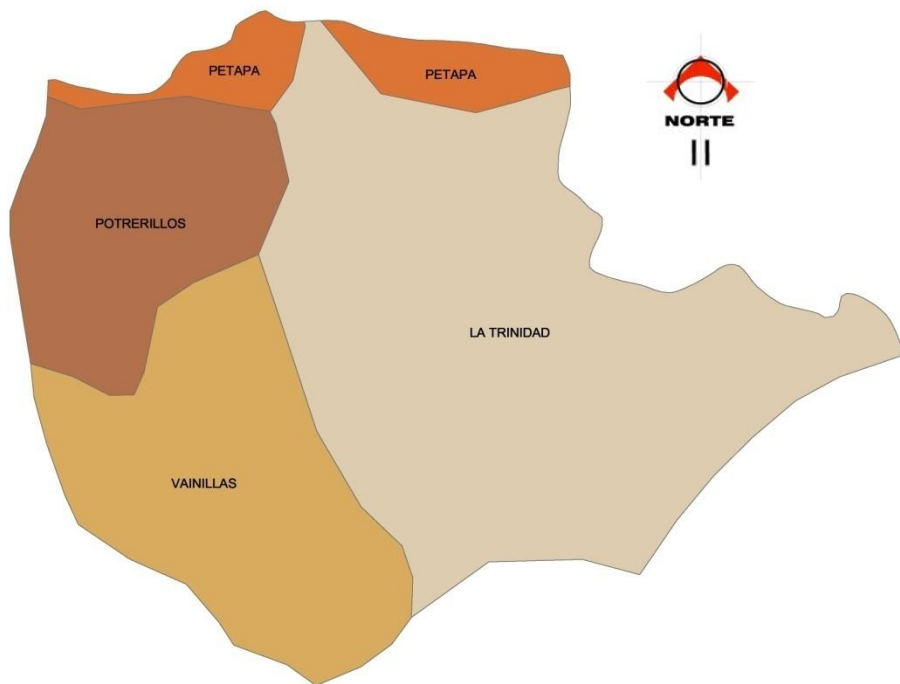 PETAPA
PETAPA
NORTE
POTRERILLOS
LA TRINIDAD
VAINILLAS